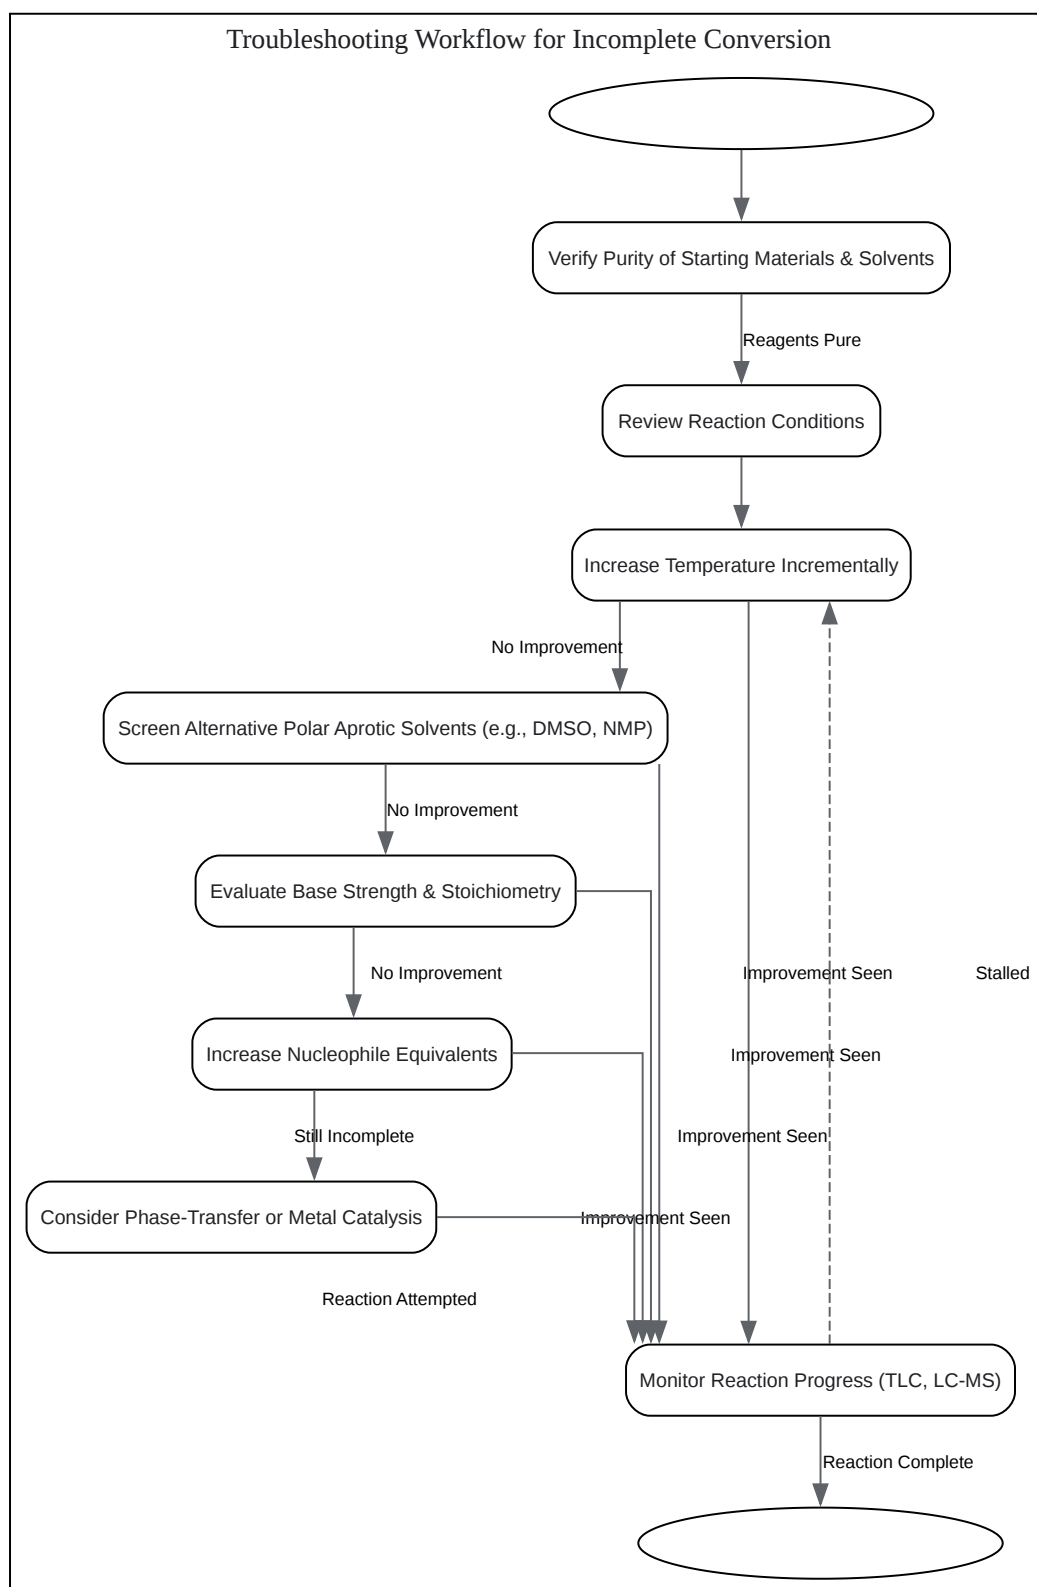 Troubleshooting Workflow for Incomplete Conversion
Verify Purity of Starting Materials & Solvents
Reagents Pure
Review Reaction Conditions
Increase Temperature Incrementally
No Improvement
Screen Alternative Polar Aprotic Solvents (e.g., DMSO, NMP)
No Improvement
Evaluate Base Strength & Stoichiometry
No Improvement
Improvement Seen
Stalled
Increase Nucleophile Equivalents
Improvement Seen
Still Incomplete
Improvement Seen
Consider Phase-Transfer or Metal Catalysis
Improvement Seen
Reaction Attempted
Monitor Reaction Progress (TLC, LC-MS)
Reaction Complete